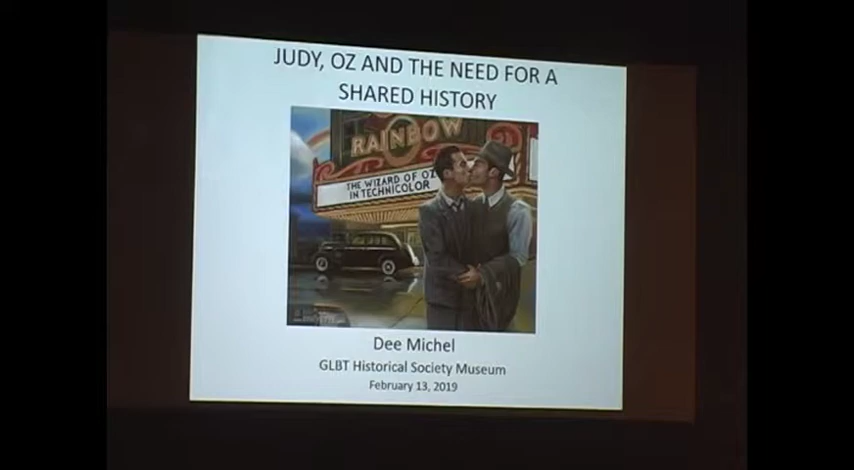 JUDY, OZ AND THE NEED FOR A
SHARED HISTORY
RAINBOW
THE WIZARD OF OZ
IN TECHNICOLOR
Dee Michel
GLBT Historical Society Museum
February 13, 2019